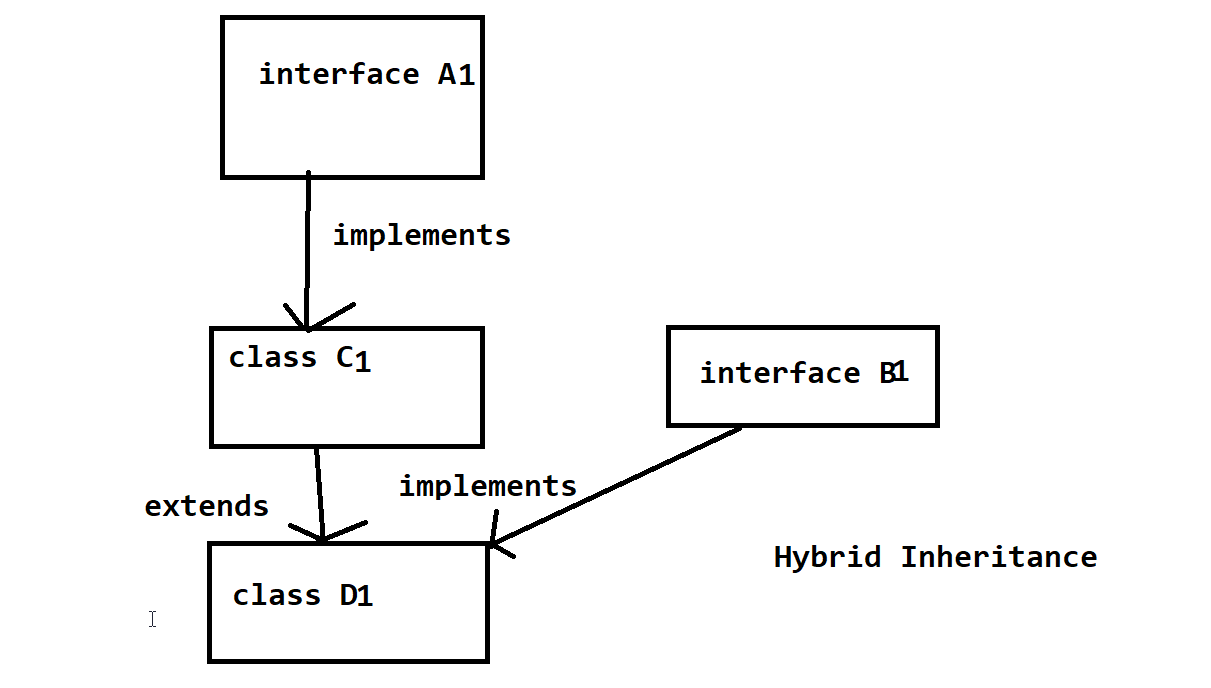 interface A1
implements
class C1
interface B1
extends
implements
Hybrid Inheritance
class D1